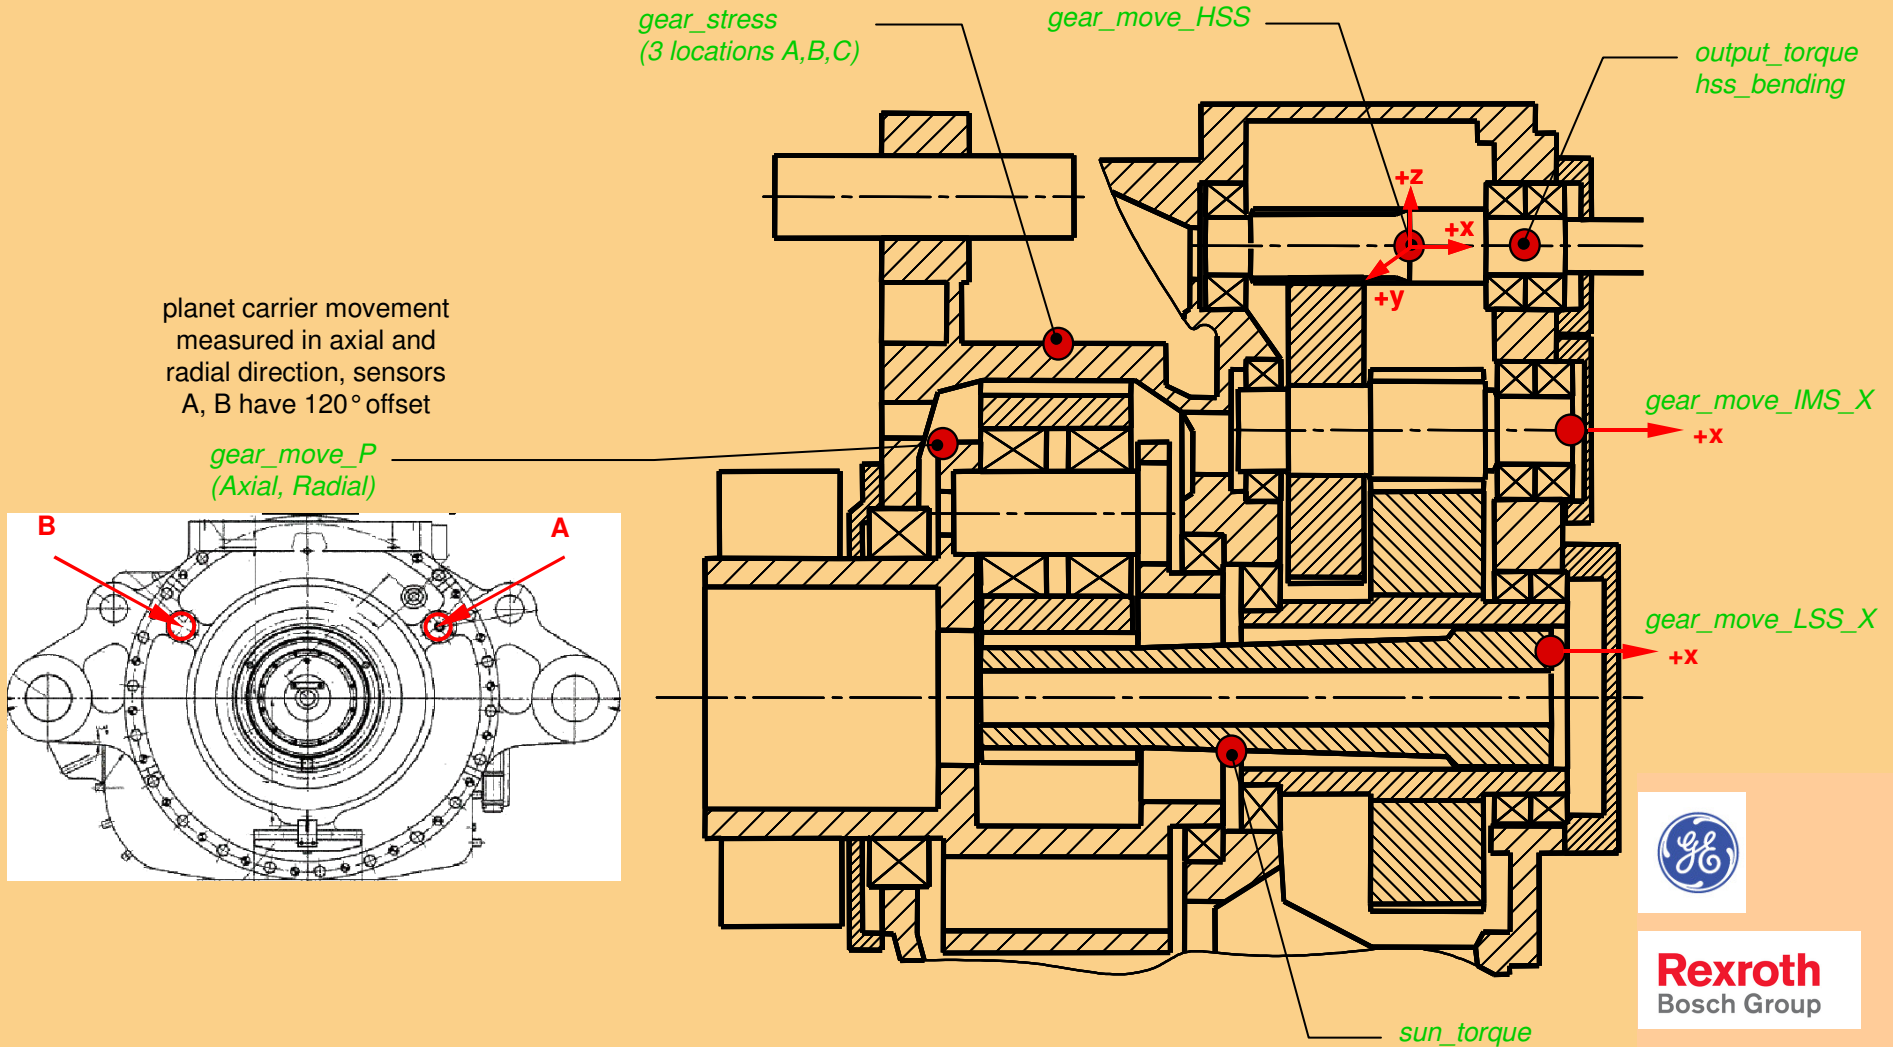 gear_stress
(3 locations A,B,C)
gear_move_HSS
output_torque
hss_bending
+z
+x
+y
planet carrier movement
measured in axial and
radial direction, sensors
A, B have 120° offset
gear_move_P
(Axial, Radial)
gear_move_IMS_X
+x
B
A
gear_move_LSS_X
+x
GE
Rexroth
Bosch Group
sun_torque